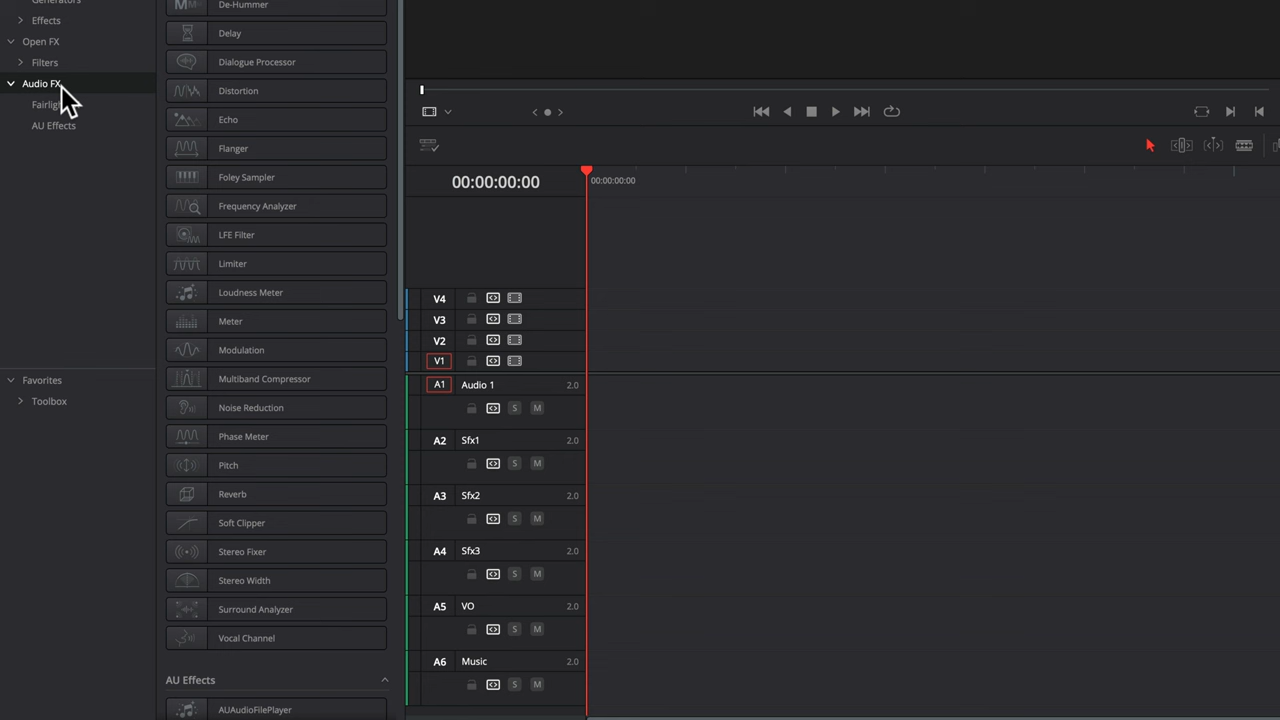 Generators
Effects
Open FX
Filters
Audio FX
AU Effects
Favorites
Toolbox
De-Hummer
Delay
Dialogue Processor
Distortion
Echo
Flanger
Foley Sampler
Frequency Analyzer
LFE Filter
Limiter
Loudness Meter
Meter
Modulation
Multiband Compressor
Noise Reduction
Phase Meter
Pitch
Reverb
Soft Clipper
Stereo Fixer
Stereo Width
Surround Analyzer
Vocal Channel
AU Effects
AUAudioFilePlayer
00:00:00:00
00:00:00:00
V4
V3
V2
V1
A1 Audio 1 2.0
S M
A2 Sfx1 2.0
S M
A3 Sfx2 2.0
S M
A4 Sfx3 2.0
S M
A5 VO 2.0
S M
A6 Music 2.0
S M